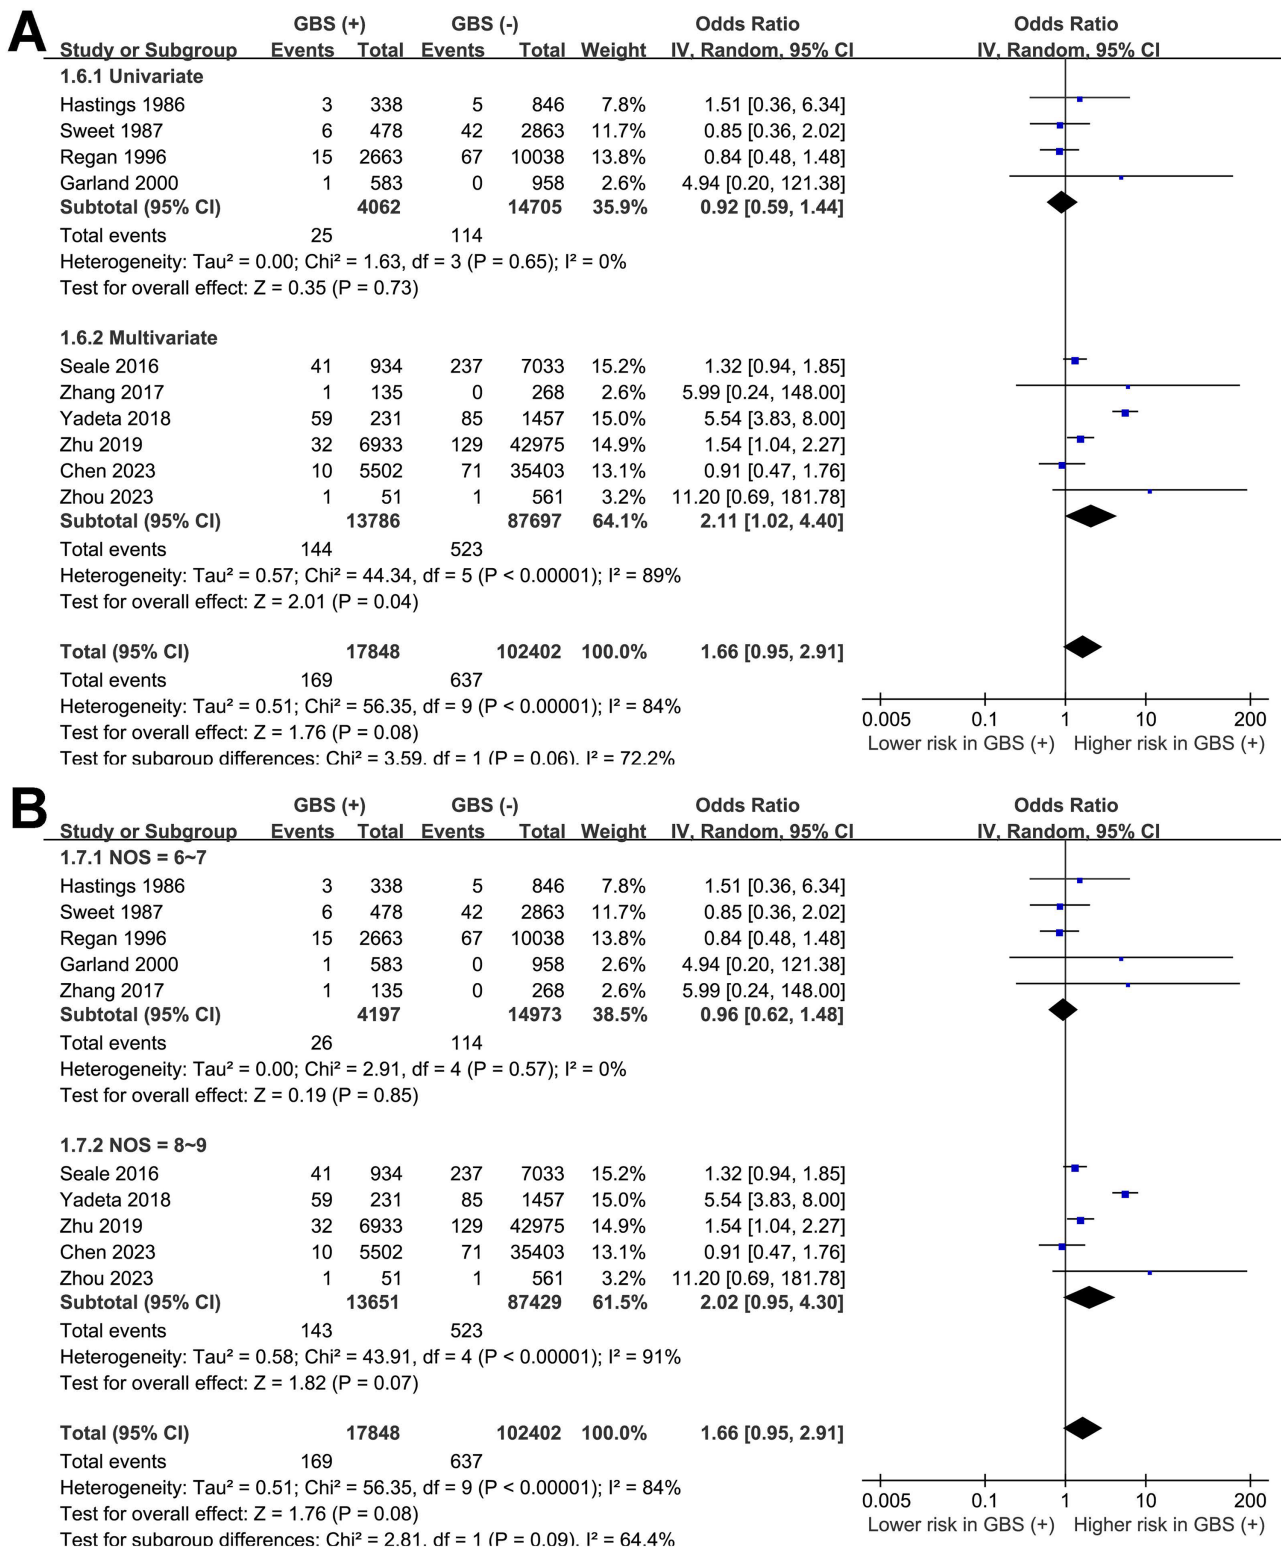 A
GBS (+) GBS (-) Odds Ratio Odds Ratio
Study or Subgroup Events Total Events Total Weight IV, Random, 95% CI IV, Random, 95% CI
1.6.1 Univariate
Hastings 1986 3 338 5 846 7.8% 1.51 [0.36, 6.34]
Sweet 1987 6 478 42 2863 11.7% 0.85 [0.36, 2.02]
Regan 1996 15 2663 67 10038 13.8% 0.84 [0.48, 1.48]
Garland 2000 1 583 0 958 2.6% 4.94 [0.20, 121.38]
Subtotal (95% CI) 4062 14705 35.9% 0.92 [0.59, 1.44]
Total events 25 114
Heterogeneity: Tau² = 0.00; Chi² = 1.63, df = 3 (P = 0.65); I² = 0%
Test for overall effect: Z = 0.35 (P = 0.73)
1.6.2 Multivariate
Seale 2016 41 934 237 7033 15.2% 1.32 [0.94, 1.85]
Zhang 2017 1 135 0 268 2.6% 5.99 [0.24, 148.00]
Yadeta 2018 59 231 85 1457 15.0% 5.54 [3.83, 8.00]
Zhu 2019 32 6933 129 42975 14.9% 1.54 [1.04, 2.27]
Chen 2023 10 5502 71 35403 13.1% 0.91 [0.47, 1.76]
Zhou 2023 1 51 1 561 3.2% 11.20 [0.69, 181.78]
Subtotal (95% CI) 13786 87697 64.1% 2.11 [1.02, 4.40]
Total events 144 523
Heterogeneity: Tau² = 0.57; Chi² = 44.34, df = 5 (P < 0.00001); I² = 89%
Test for overall effect: Z = 2.01 (P = 0.04)
Total (95% CI) 17848 102402 100.0% 1.66 [0.95, 2.91]
Total events 169 637
Heterogeneity: Tau² = 0.51; Chi² = 56.35, df = 9 (P < 0.00001); I² = 84%
Test for overall effect: Z = 1.76 (P = 0.08)
Test for subgroup differences: Chi² = 3.59, df = 1 (P = 0.06), I² = 72.2%
0.005 0.1 1 10 200
Lower risk in GBS (+) Higher risk in GBS (+)
B
GBS (+) GBS (-) Odds Ratio Odds Ratio
Study or Subgroup Events Total Events Total Weight IV, Random, 95% CI IV, Random, 95% CI
1.7.1 NOS = 6~7
Hastings 1986 3 338 5 846 7.8% 1.51 [0.36, 6.34]
Sweet 1987 6 478 42 2863 11.7% 0.85 [0.36, 2.02]
Regan 1996 15 2663 67 10038 13.8% 0.84 [0.48, 1.48]
Garland 2000 1 583 0 958 2.6% 4.94 [0.20, 121.38]
Zhang 2017 1 135 0 268 2.6% 5.99 [0.24, 148.00]
Subtotal (95% CI) 4197 14973 38.5% 0.96 [0.62, 1.48]
Total events 26 114
Heterogeneity: Tau² = 0.00; Chi² = 2.91, df = 4 (P = 0.57); I² = 0%
Test for overall effect: Z = 0.19 (P = 0.85)
1.7.2 NOS = 8~9
Seale 2016 41 934 237 7033 15.2% 1.32 [0.94, 1.85]
Yadeta 2018 59 231 85 1457 15.0% 5.54 [3.83, 8.00]
Zhu 2019 32 6933 129 42975 14.9% 1.54 [1.04, 2.27]
Chen 2023 10 5502 71 35403 13.1% 0.91 [0.47, 1.76]
Zhou 2023 1 51 1 561 3.2% 11.20 [0.69, 181.78]
Subtotal (95% CI) 13651 87429 61.5% 2.02 [0.95, 4.30]
Total events 143 523
Heterogeneity: Tau² = 0.58; Chi² = 43.91, df = 4 (P < 0.00001); I² = 91%
Test for overall effect: Z = 1.82 (P = 0.07)
Total (95% CI) 17848 102402 100.0% 1.66 [0.95, 2.91]
Total events 169 637
Heterogeneity: Tau² = 0.51; Chi² = 56.35, df = 9 (P < 0.00001); I² = 84%
Test for overall effect: Z = 1.76 (P = 0.08)
Test for subgroup differences: Chi² = 2.81, df = 1 (P = 0.09), I² = 64.4%
0.005 0.1 1 10 200
Lower risk in GBS (+) Higher risk in GBS (+)